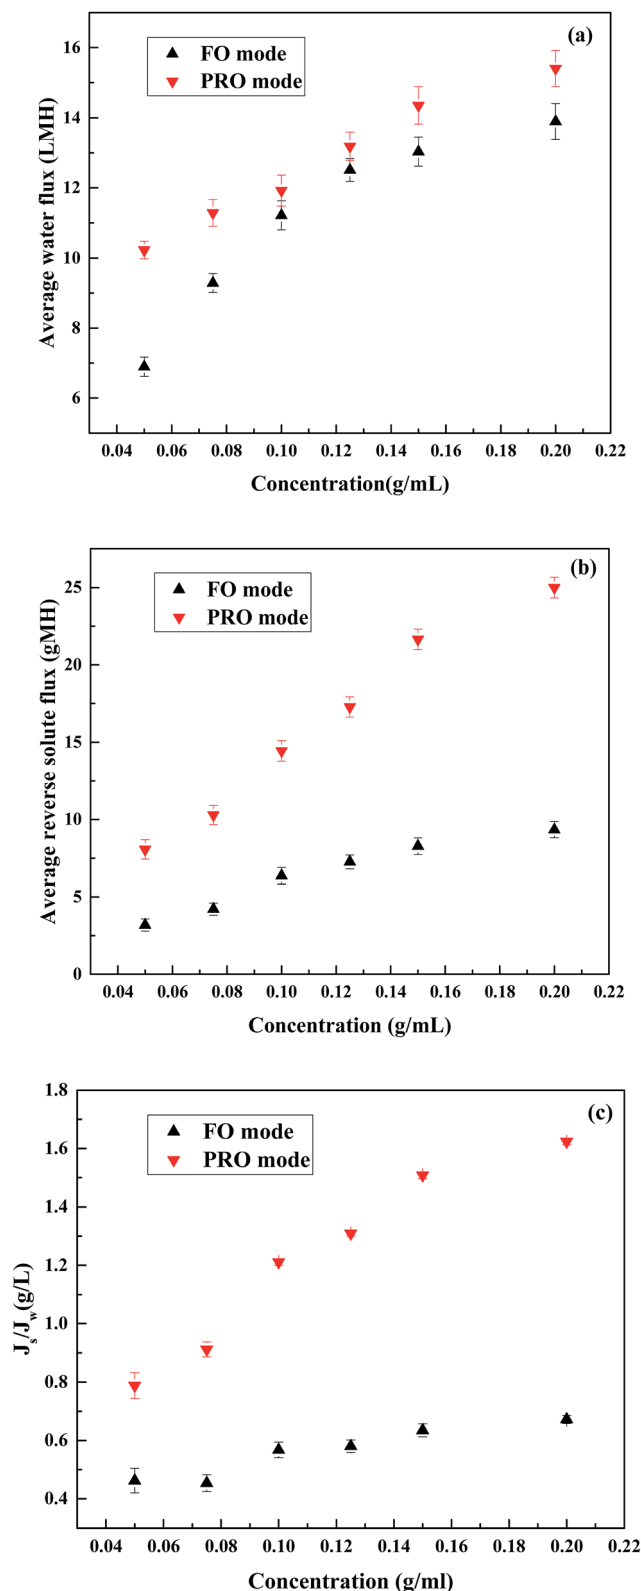 (a)
FO mode
PRO mode
16
14
12
10
8
6
Average water flux (LMH)
0.04 0.06 0.08 0.10 0.12 0.14 0.16 0.18 0.20 0.22
Concentration(g/mL)
(b)
FO mode
PRO mode
25
20
15
10
5
0
Average reverse solute flux (gMH)
0.04 0.06 0.08 0.10 0.12 0.14 0.16 0.18 0.20 0.22
Concentration (g/mL)
(c)
FO mode
PRO mode
1.8
1.6
1.4
1.2
1.0
0.8
0.6
0.4
J_s/J_w(g/L)
0.04 0.06 0.08 0.10 0.12 0.14 0.16 0.18 0.20 0.22
Concentration (g/ml)